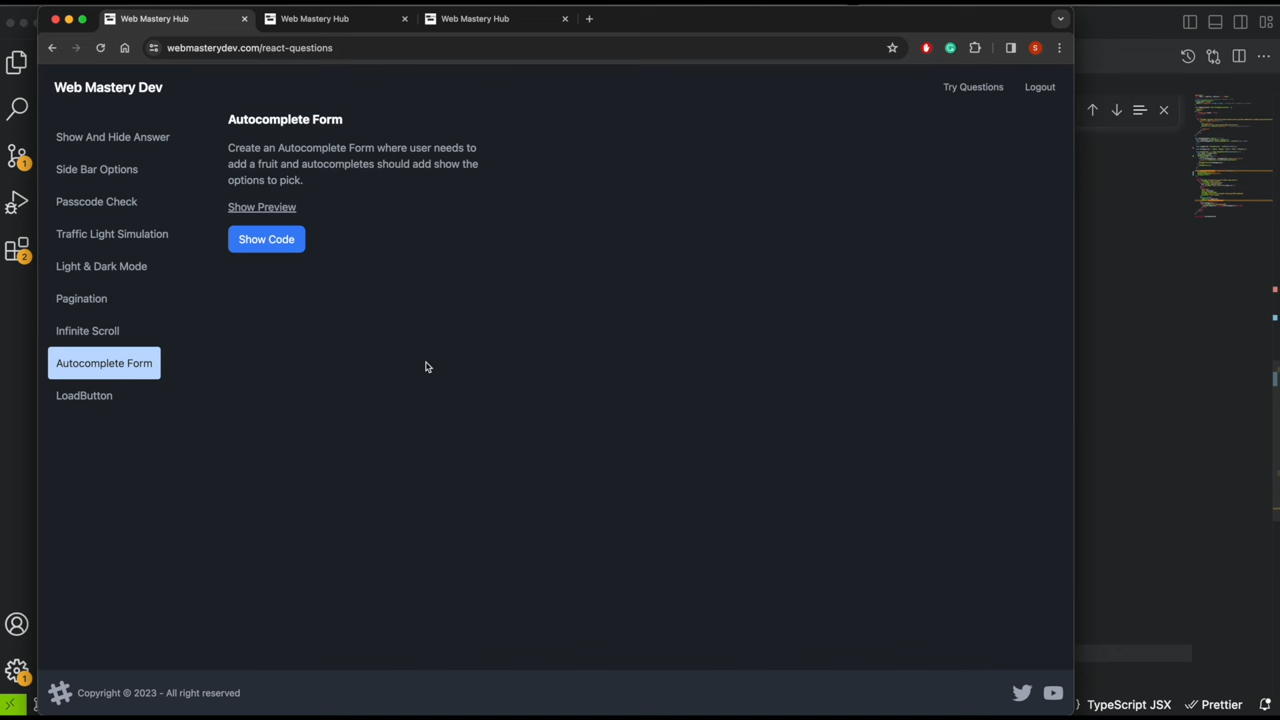 Web Mastery Hub
Web Mastery Hub
Web Mastery Hub
webmasterydev.com/react-questions
S
Web Mastery Dev
Try Questions
Logout
Show And Hide Answer
Side Bar Options
Passcode Check
Traffic Light Simulation
Light & Dark Mode
Pagination
Infinite Scroll
Autocomplete Form
LoadButton
Autocomplete Form
Create an Autocomplete Form where user needs to
add a fruit and autocompletes should add show the
options to pick.
Show Preview
Show Code
1
2
1
Copyright © 2023 - All right reserved
TypeScript JSX
Prettier